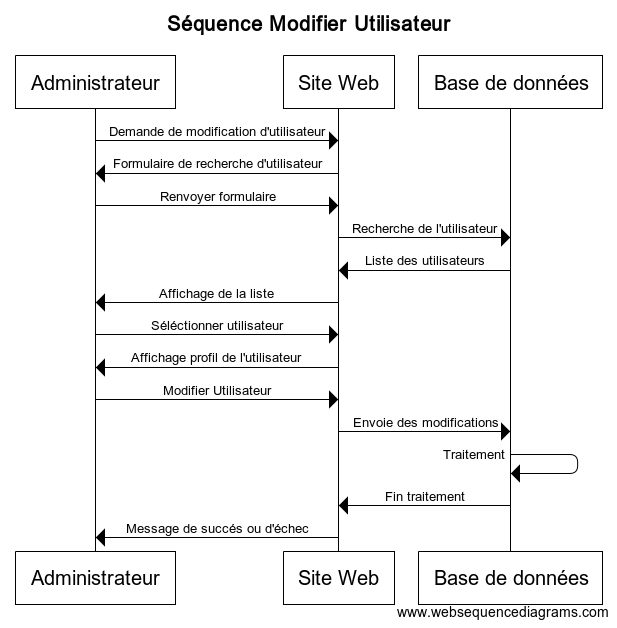 Séquence Modifier Utilisateur
Administrateur
Site Web
Base de données
Demande de modification d'utilisateur
Formulaire de recherche d'utilisateur
Renvoyer formulaire
Recherche de l'utilisateur
Liste des utilisateurs
Affichage de la liste
Séléctionner utilisateur
Affichage profil de l'utilisateur
Modifier Utilisateur
Envoie des modifications
Traitement
Fin traitement
Message de succés ou d'échec
Administrateur
Site Web
Base de données
www.websequencediagrams.com